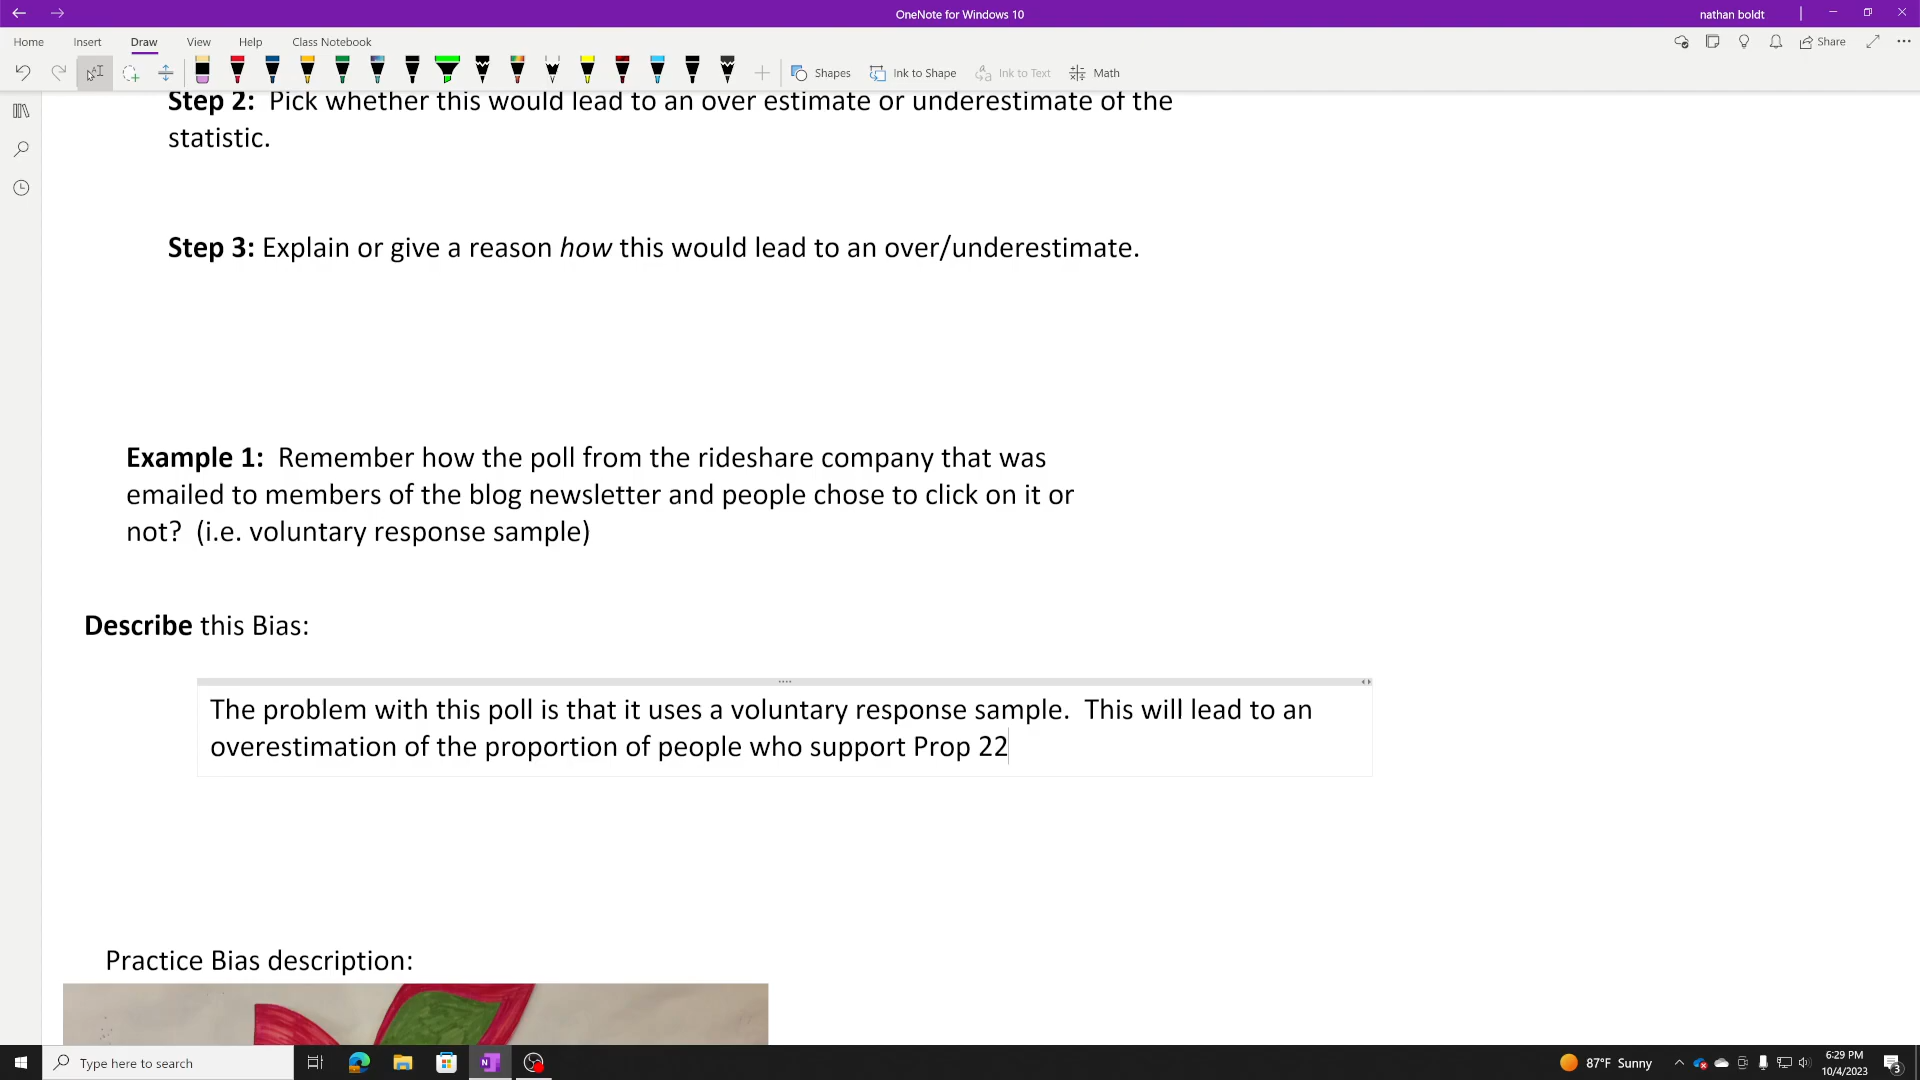 OneNote for Windows 10
nathan boldt
Home Insert Draw View Help Class Notebook
Share
Shapes Ink to Shape Ink to Text Math
Step 2: Pick whether this would lead to an over estimate or underestimate of the
statistic.
Step 3: Explain or give a reason how this would lead to an over/underestimate.
Example 1: Remember how the poll from the rideshare company that was
emailed to members of the blog newsletter and people chose to click on it or
not? (i.e. voluntary response sample)
Describe this Bias:
The problem with this poll is that it uses a voluntary response sample. This will lead to an
overestimation of the proportion of people who support Prop 22
Practice Bias description:
Type here to search
87°F Sunny
6:29 PM
10/4/2023
3